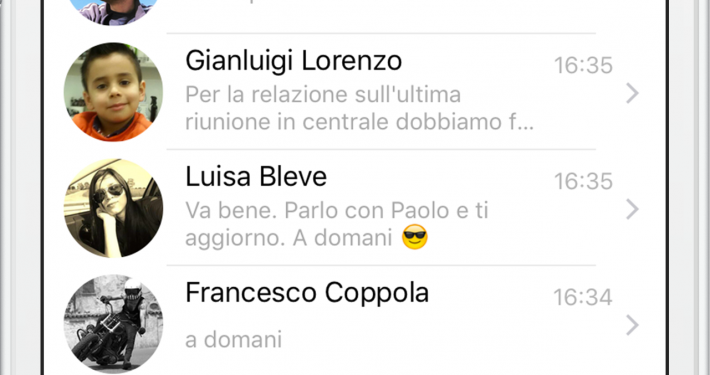 Gianluigi Lorenzo
16:35
Per la relazione sull'ultima
riunione in centrale dobbiamo f...
Luisa Bleve
16:35
Va bene. Parlo con Paolo e ti
aggiorno. A domani 😎
Francesco Coppola
16:34
a domani